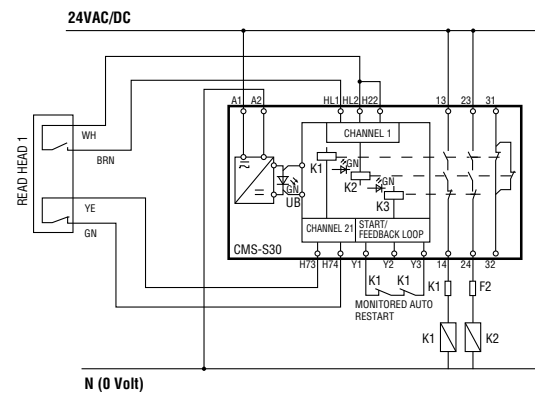 24VAC/DC
A1 A2 HL1 HL2 H22 13 23 31
READ HEAD 1
WH
BRN
YE
GN
CHANNEL 1
K1
GN
K2
GN
K3
GN
UB
CHANNEL 21
START/
FEEDBACK LOOP
CMS-S30
H73 H74 Y1 Y2 Y3 14 24 32
K1 K1
MONITORED AUTO
RESTART
K1 F2
K1 K2
N (0 Volt)